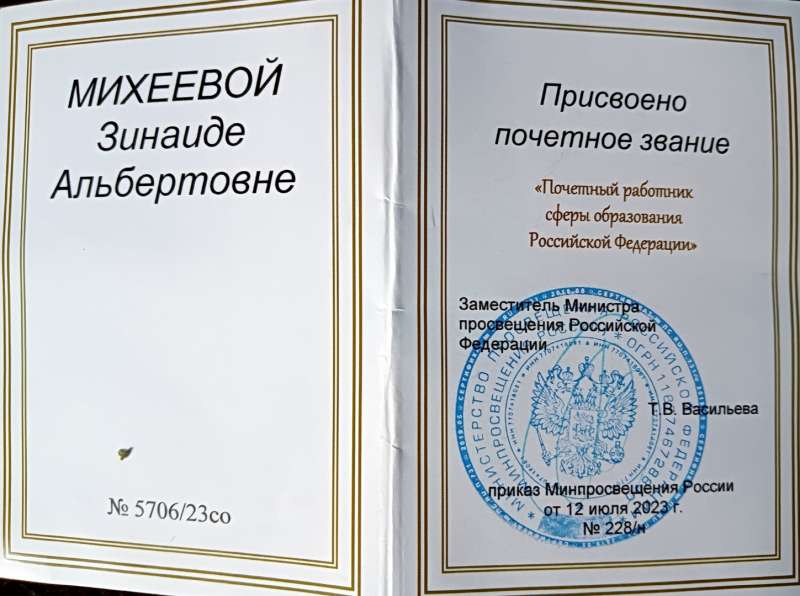 МИХЕЕВОЙ
Зинаиде
Альбертовне
№ 5706/23со
Присвоено
почетное звание
«Почетный работник
сферы образования
Российской Федерации»
Заместитель Министра
просвещения Российской
Федерации
Т.В. Васильева
приказ Минпросвещения России
от 12 июля 2023 г.
№ 228/н